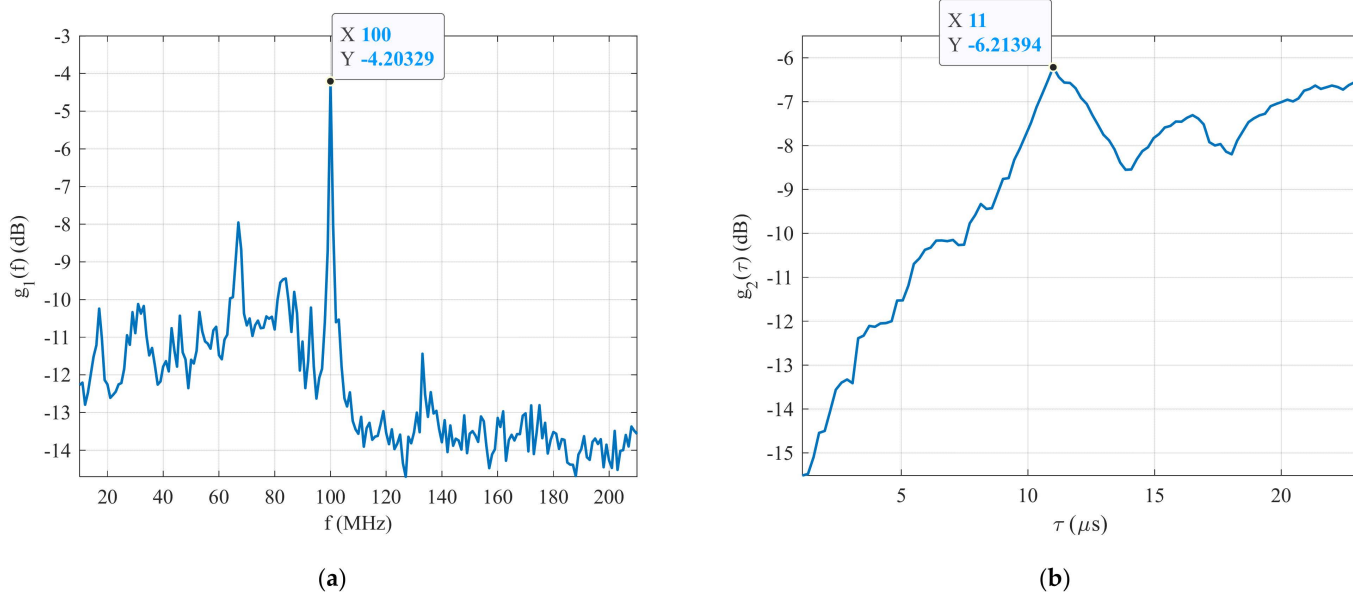 X 100
Y -4.20329
-3
-4
-5
-6
-7
-8
-9
-10
-11
-12
-13
-14
g1(f) (dB)
20 40 60 80 100 120 140 160 180 200
f (MHz)
(a)
X 11
Y -6.21394
-6
-7
-8
-9
-10
-11
-12
-13
-14
-15
g2(τ) (dB)
5 10 15 20
τ (μs)
(b)